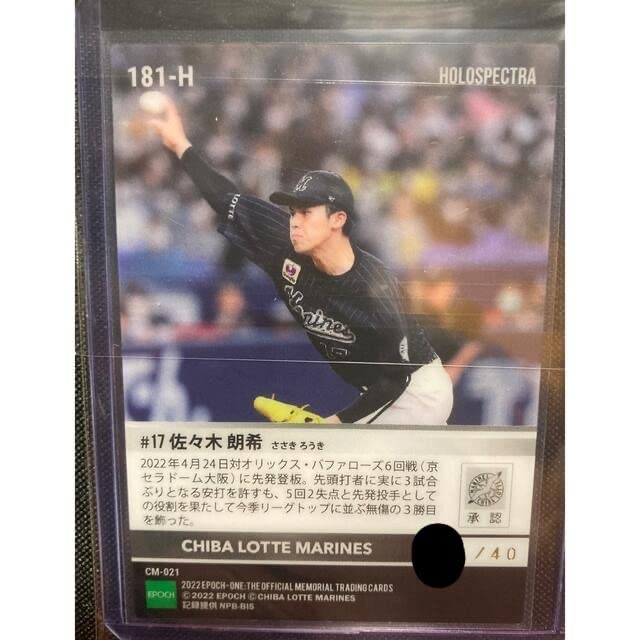 181-H
HOLOSPECTRA
LOTTE
Marines
#17 佐々木 朗希 ささき ろうき
2022年4月24日対オリックス・バファローズ6回戦(京
セラドーム大阪)に先発登板。先頭打者に実に3試合
ぶりとなる安打を許すも、5回2失点と先発投手として
の役割を果たして今季リーグトップに並ぶ無傷の3勝目
を飾った。
承認
CHIBA LOTTE MARINES
/40
CM-021
EPOCH
2022 EPOCH-ONE:THE OFFICIAL MEMORIAL TRADING CARDS
©2022 EPOCH ©CHIBA LOTTE MARINES
記録提供 NPB-BIS